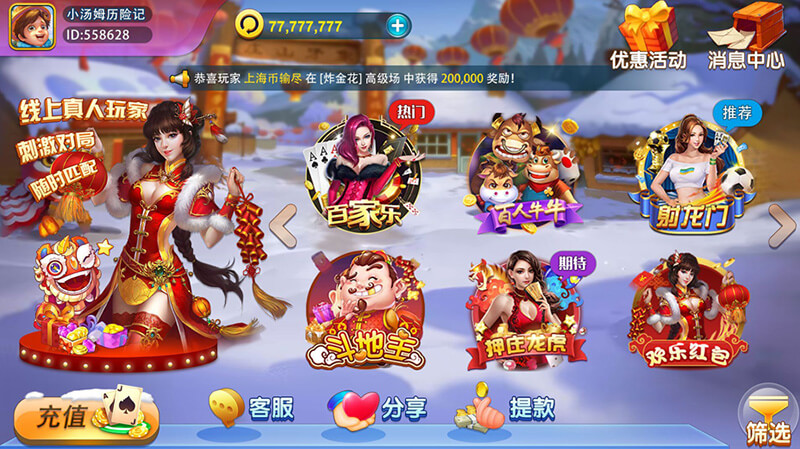 小汤姆历险记
ID:558628
77,777,777
优惠活动
消息中心
恭喜玩家 上海币输尽 在 [炸金花] 高级场 中获得 200,000 奖励!
线上真人玩家
刺激对局
随时匹配
热门
百家乐
百人牛牛
推荐
射龙门
斗地主
期待
押庄龙虎
欢乐红包
充值
客服
分享
提款
筛选